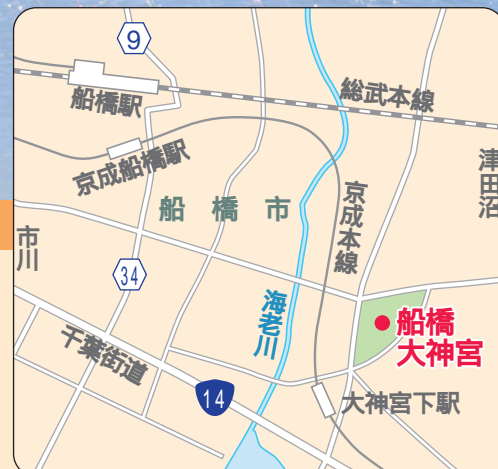 9
船橋駅
総武本線
京成船橋駅
津田沼
船橋市
京成本線
市川
34
海老川
船橋
大神宮
千葉街道
14
大神宮下駅